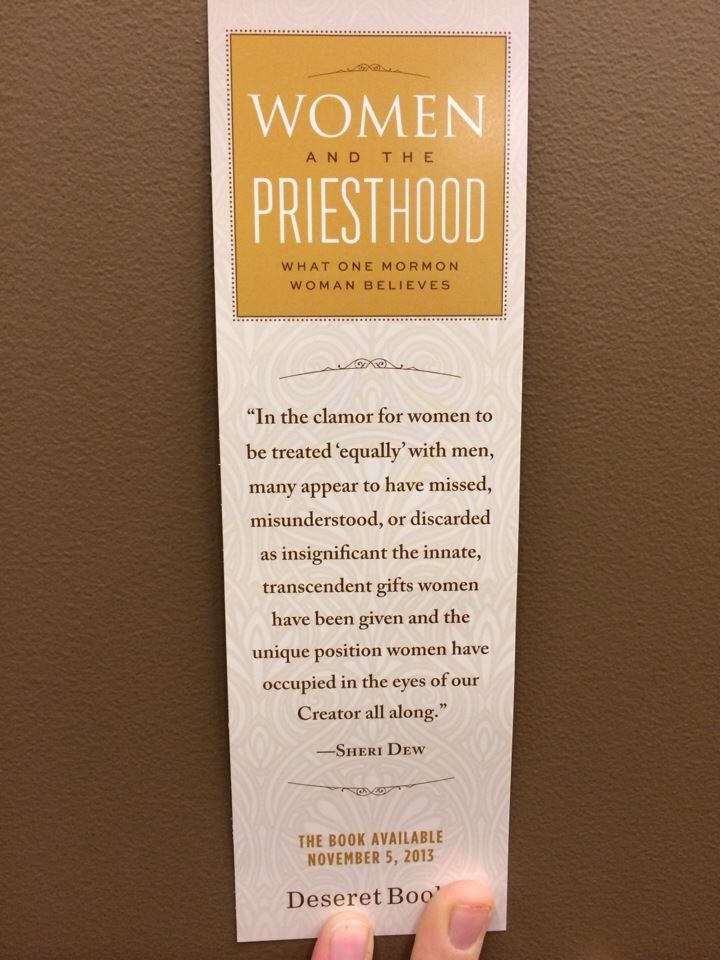 WOMEN
AND THE
PRIESTHOOD
WHAT ONE MORMON
WOMAN BELIEVES
“In the clamor for women to
be treated ‘equally’ with men,
many appear to have missed,
misunderstood, or discarded
as insignificant the innate,
transcendent gifts women
have been given and the
unique position women have
occupied in the eyes of our
Creator all along.”
—Sheri Dew
THE BOOK AVAILABLE
NOVEMBER 5, 2013
Deseret